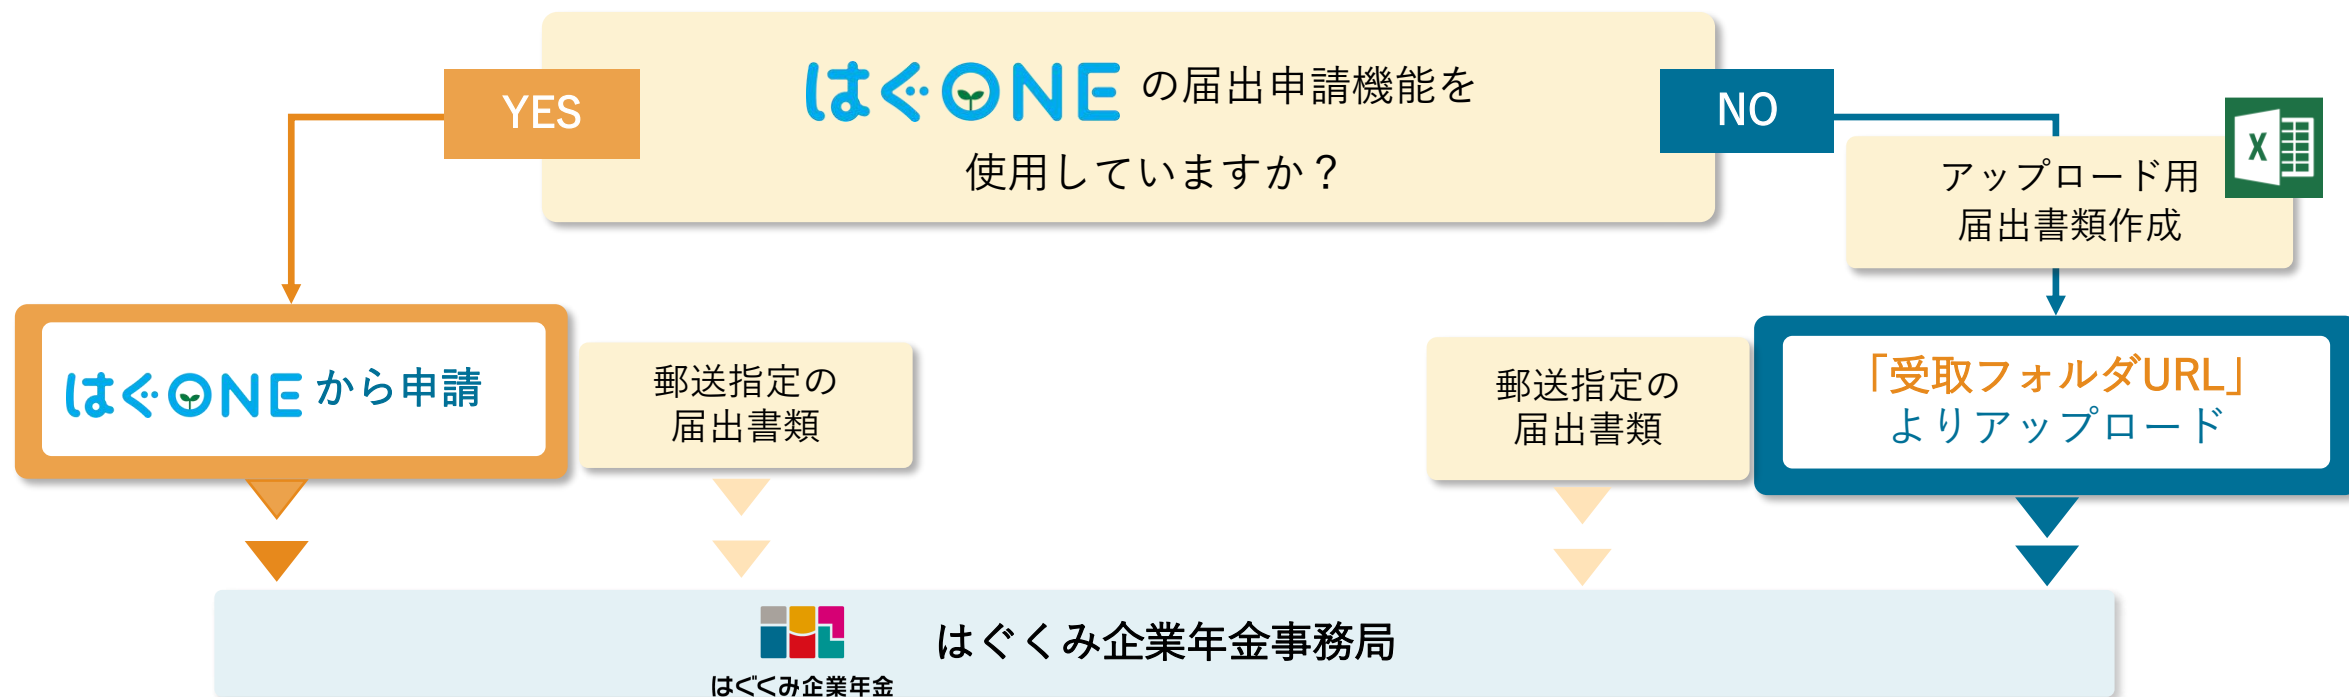 はぐONEの届出申請機能を
使用していますか？
YES
NO
アップロード用
届出書類作成
X
はぐONEから申請
郵送指定の
届出書類
郵送指定の
届出書類
「受取フォルダURL」
よりアップロード
はぐくみ企業年金
はぐくみ企業年金事務局